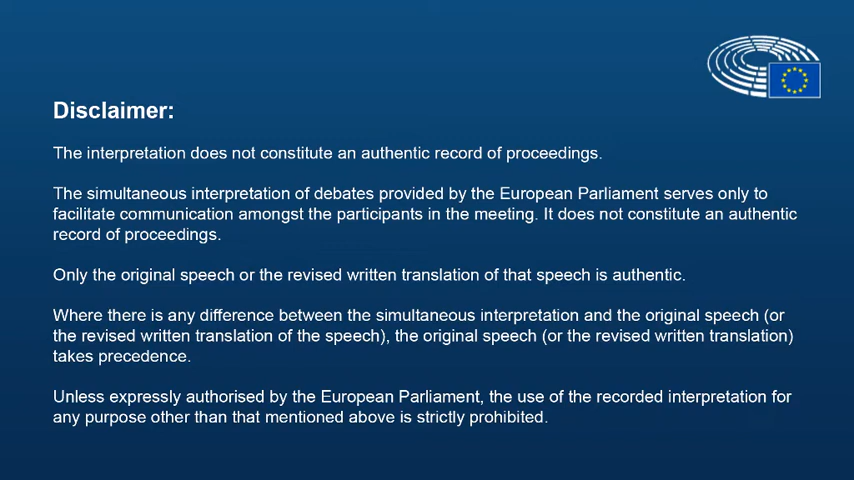 Disclaimer:
The interpretation does not constitute an authentic record of proceedings.
The simultaneous interpretation of debates provided by the European Parliament serves only to
facilitate communication amongst the participants in the meeting. It does not constitute an authentic
record of proceedings.
Only the original speech or the revised written translation of that speech is authentic.
Where there is any difference between the simultaneous interpretation and the original speech (or
the revised written translation of the speech), the original speech (or the revised written translation)
takes precedence.
Unless expressly authorised by the European Parliament, the use of the recorded interpretation for
any purpose other than that mentioned above is strictly prohibited.